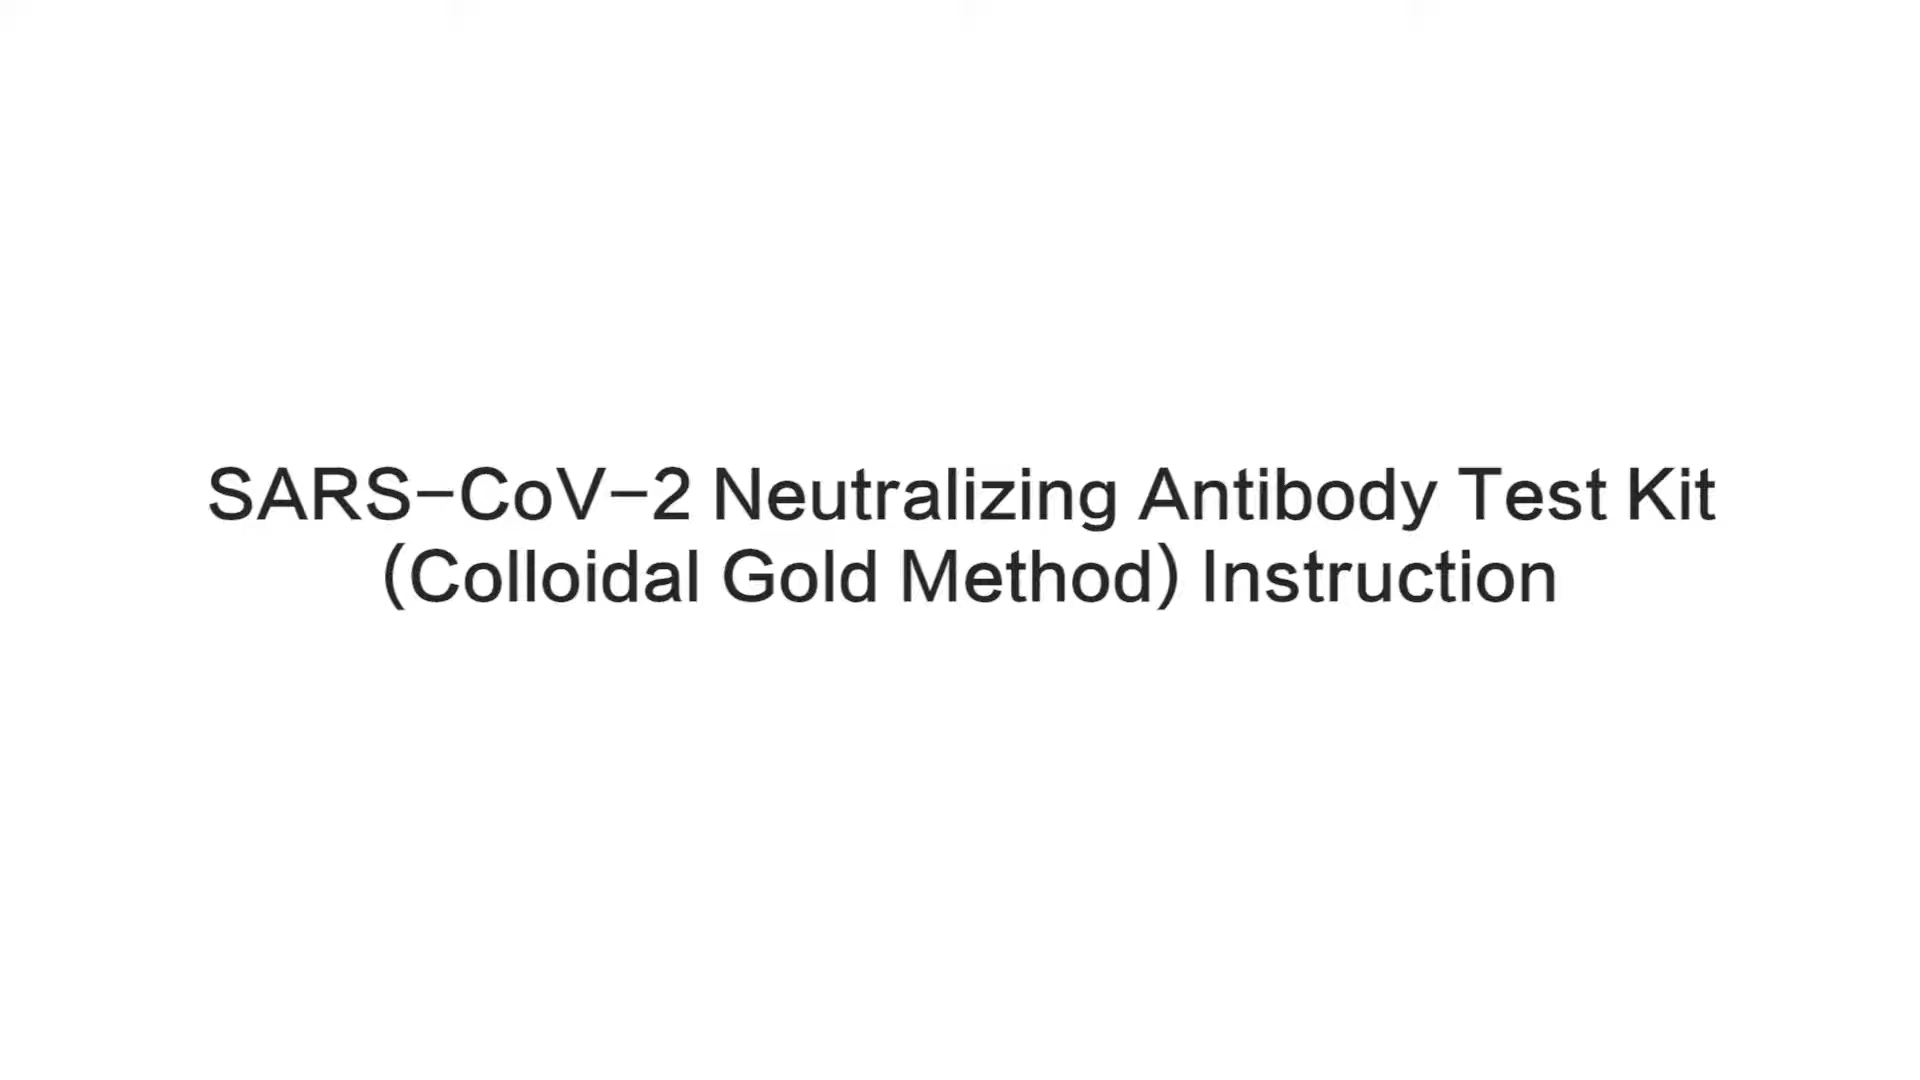 SARS-CoV-2 Neutralizing Antibody Test Kit
(Colloidal Gold Method) Instruction